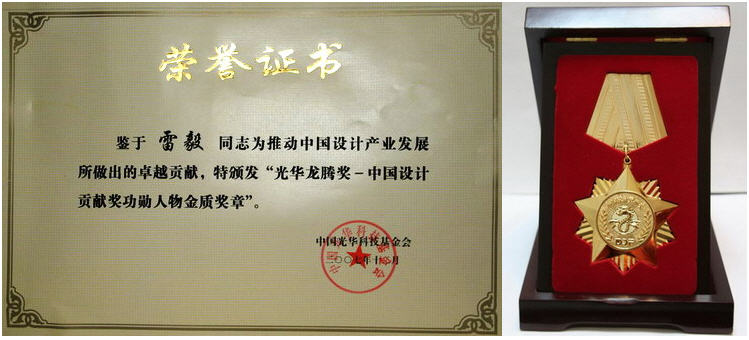 荣誉证书
鉴于 雷毅 同志为推动中国设计产业发展
所做出的卓越贡献，特颁发“光华龙腾奖－中国设计
贡献奖功勋人物金质奖章”。
中国光华科技基金会